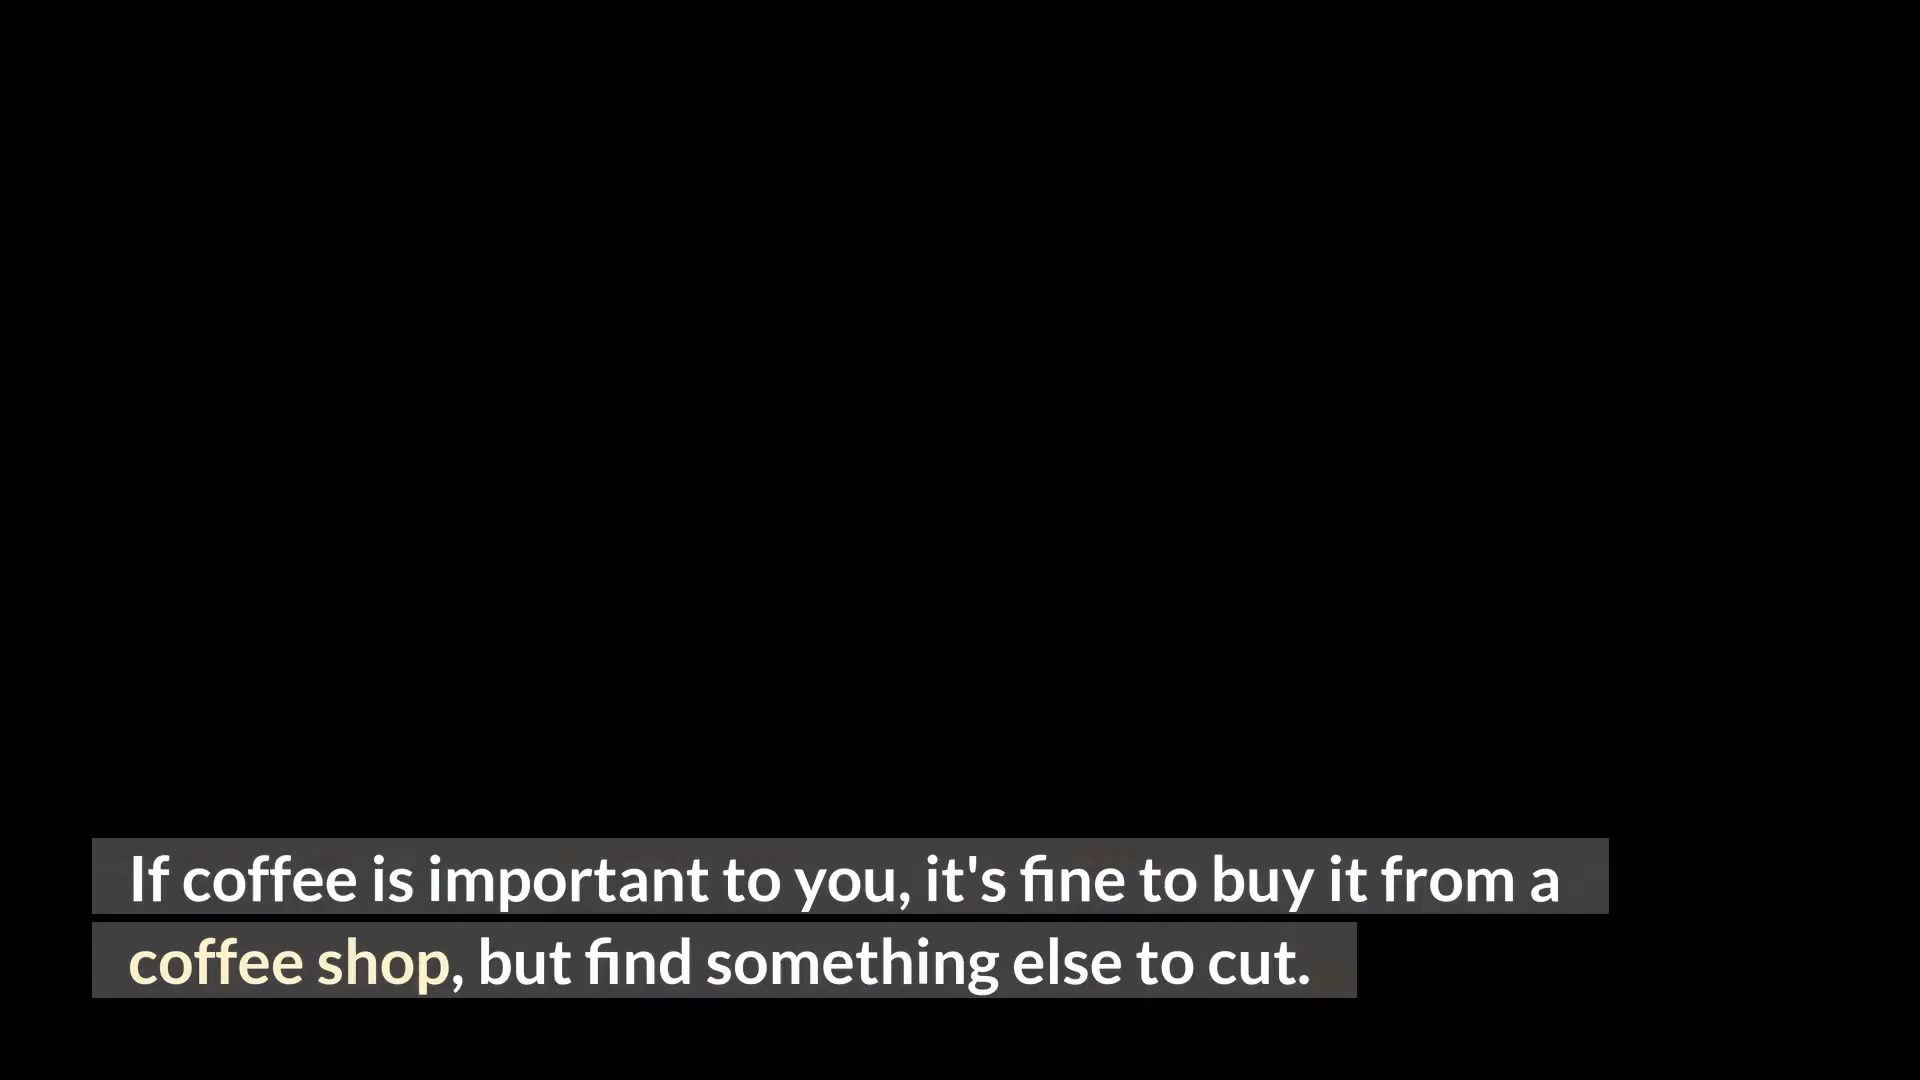 If coffee is important to you, it's fine to buy it from a
coffee shop, but find something else to cut.